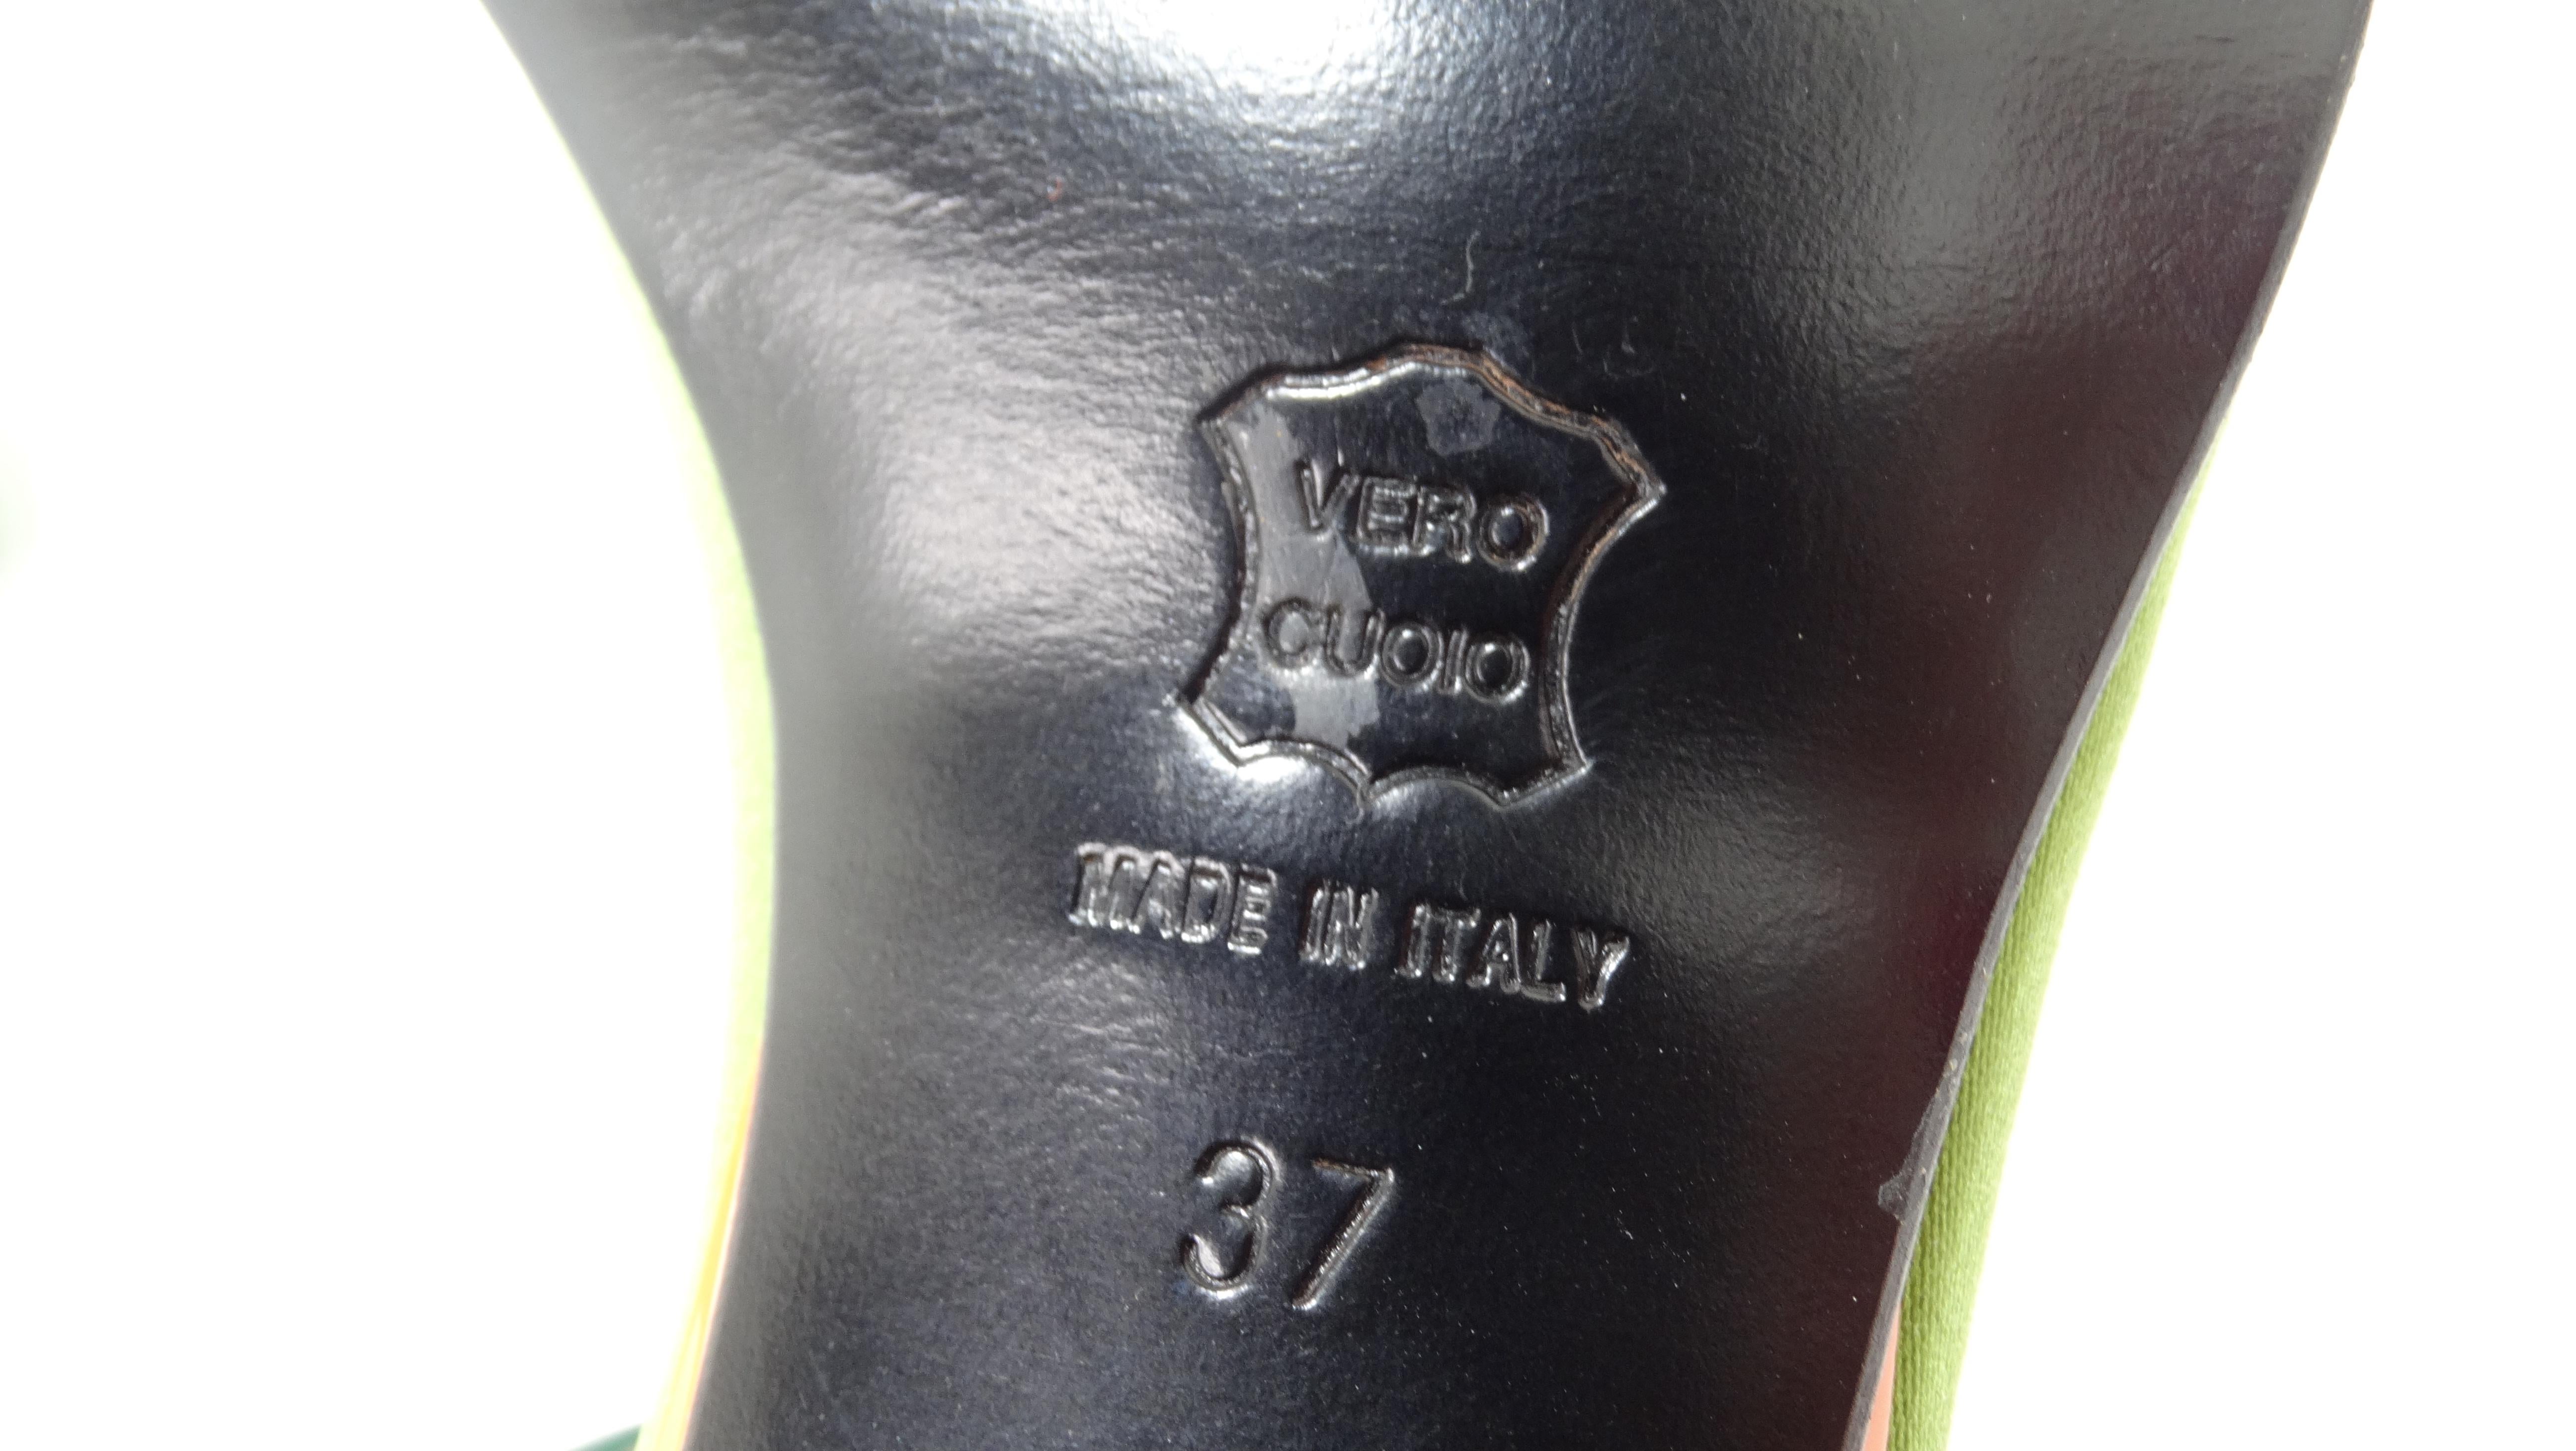 VERO
CUOIO
MADE IN ITALY
37